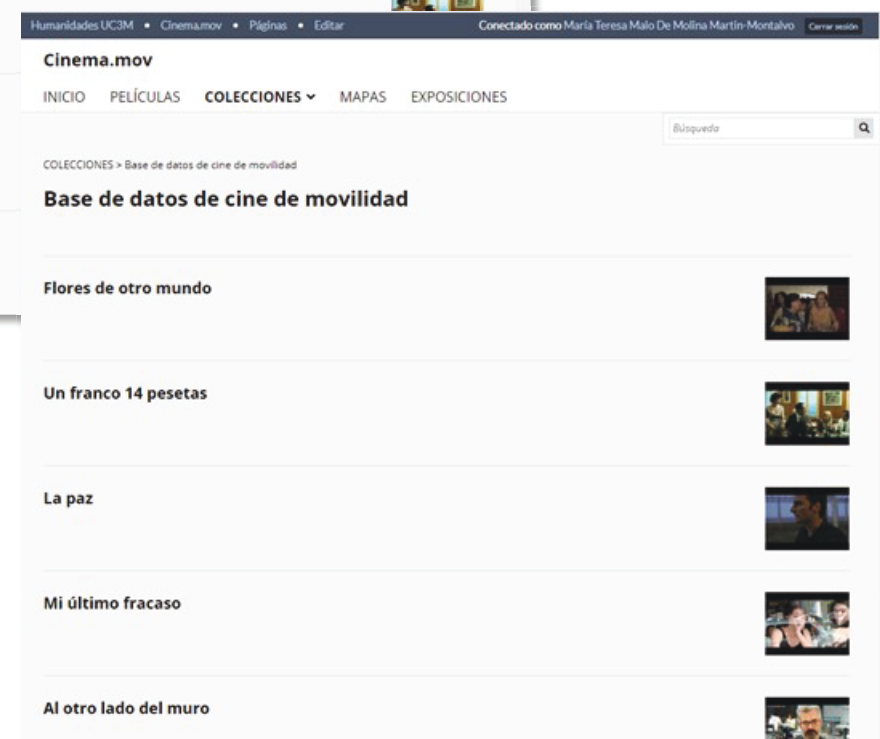 Humanidades UC3M • Cinema.mov • Páginas • Editar Conectado como María Teresa Malo De Molina Martín-Montalvo Cerrar sesión
Cinema.mov
INICIO PELÍCULAS COLECCIONES MAPAS EXPOSICIONES
Búsqueda
COLECCIONES > Base de datos de cine de movilidad
Base de datos de cine de movilidad
Flores de otro mundo
Un franco 14 pesetas
La paz
Mi último fracaso
Al otro lado del muro